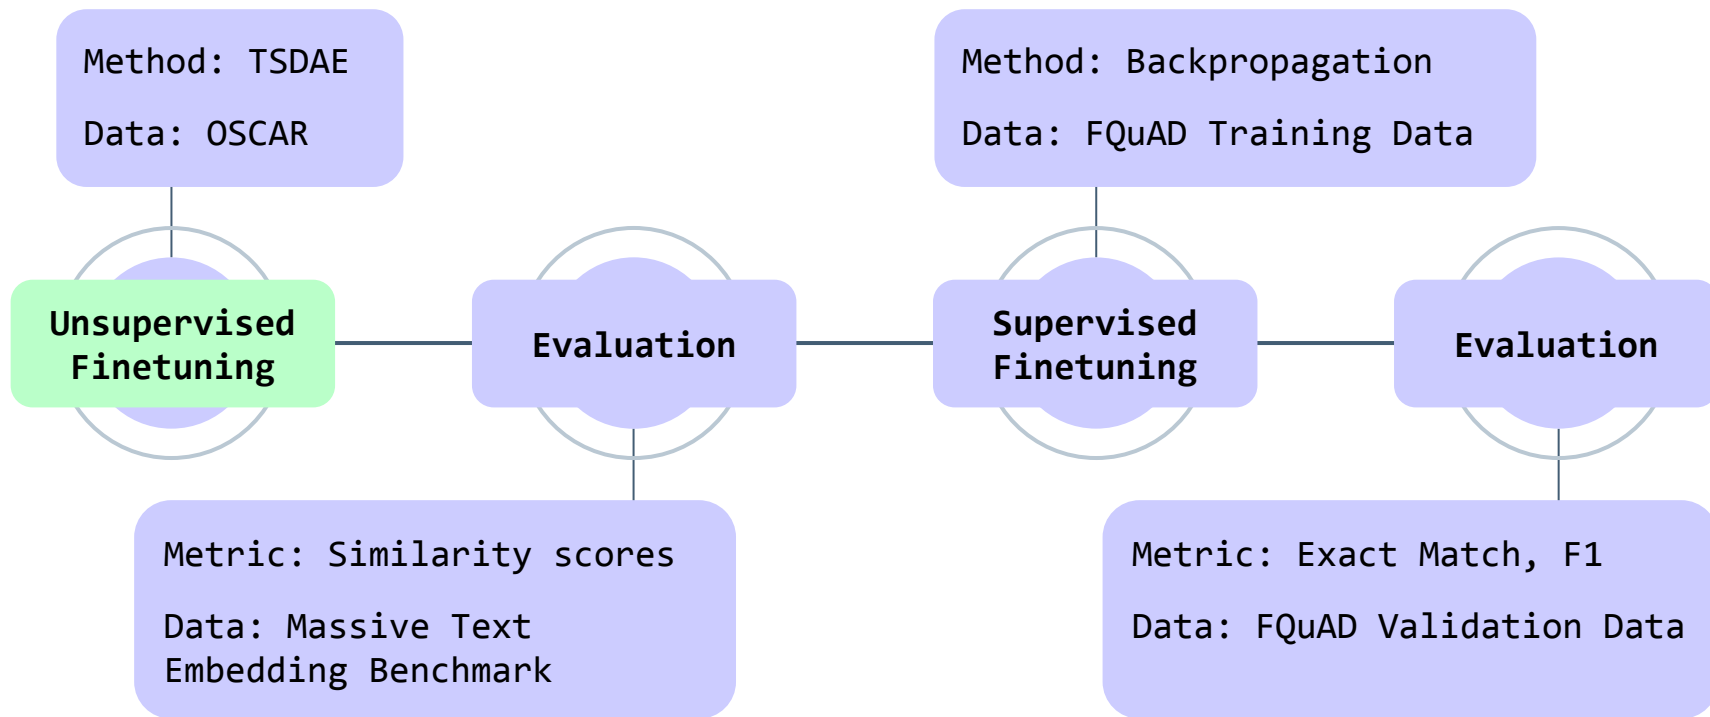 Method: TSDAE
Data: OSCAR
Method: Backpropagation
Data: FQuAD Training Data
Unsupervised
Finetuning
Evaluation
Supervised
Finetuning
Evaluation
Metric: Similarity scores
Data: Massive Text
Embedding Benchmark
Metric: Exact Match, F1
Data: FQuAD Validation Data